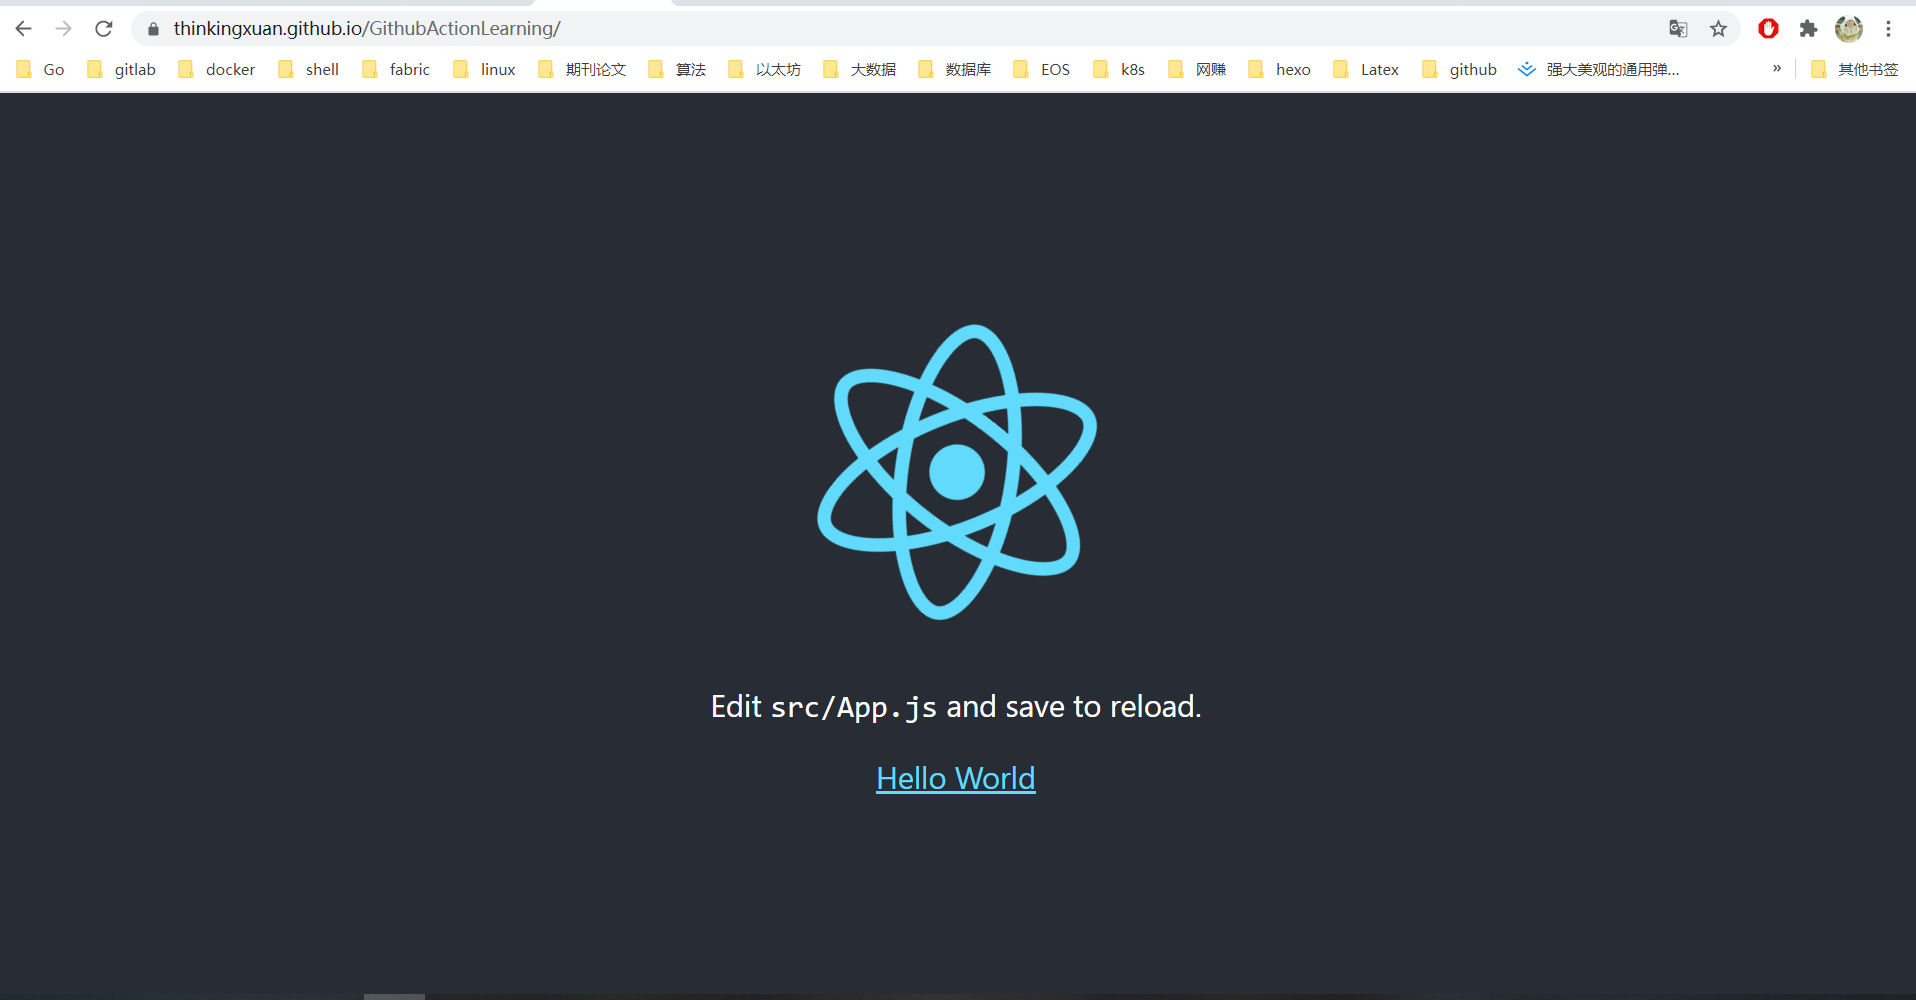 thinkingxuan.github.io/GithubActionLearning/
Go gitlab docker shell fabric linux 期刊论文 算法 以太坊 大数据 数据库 EOS k8s 网赚 hexo Latex github 强大美观的通用弹... » 其他书签
Edit src/App.js and save to reload.
Hello World